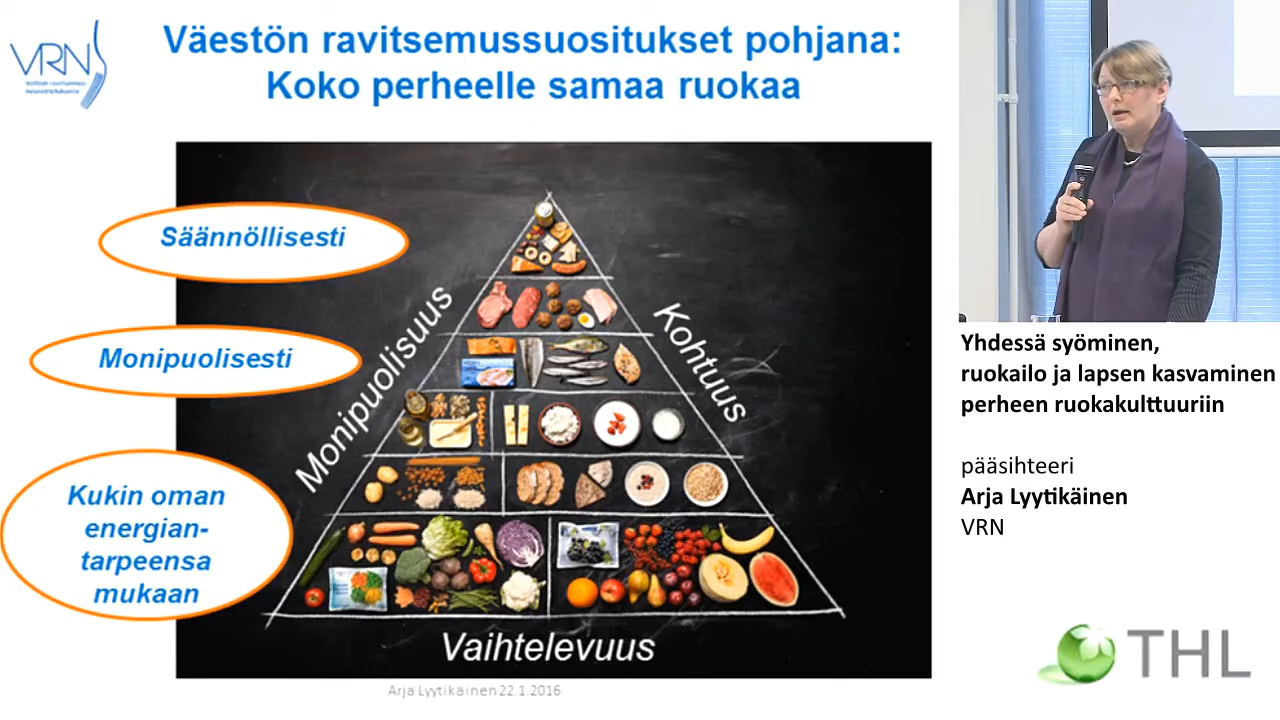 VRN
Väestön ravitsemussuositukset pohjana:
Koko perheelle samaa ruokaa
Säännöllisesti
Monipuolisesti
Kukin oman
energian-
tarpeensa
mukaan
Monipuolisuus
Kohtuus
Vaihtelevuus
Arja Lyytikäinen 22.1.2016
Yhdessä syöminen,
ruokailo ja lapsen kasvaminen
perheen ruokakulttuuriin
pääsihteeri
Arja Lyytikäinen
VRN
THL